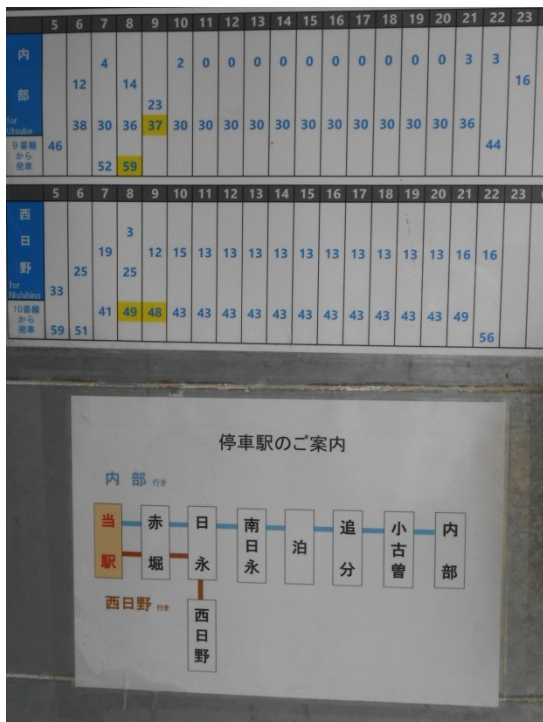 5 6 7 8 9 10 11 12 13 14 15 16 17 18 19 20 21 22 23
内部
for Utsube
9番線から発車
4 2 0 0 0 0 0 0 0 0 0 0 3 3
12 14 16
23
38 30 36 37 30 30 30 30 30 30 30 30 30 30 30 36
46 44
52 59
5 6 7 8 9 10 11 12 13 14 15 16 17 18 19 20 21 22 23
西日野
for Nishihino
10番線から発車
3
19 12 15 13 13 13 13 13 13 13 13 13 13 16 16
25 25
33
41 49 48 43 43 43 43 43 43 43 43 43 43 43 49
59 51 56
停車駅のご案内
内部 行き
当駅 赤堀 日永 南日永 泊 追分 小古曽 内部
西日野 行き
西日野